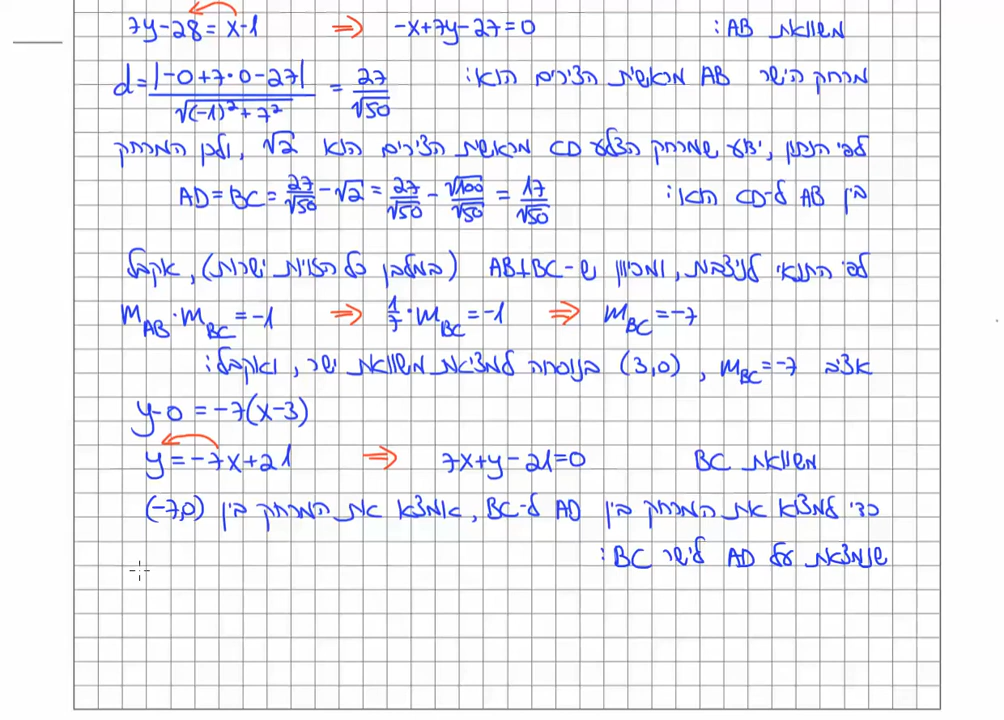 משוואת AB: 7y-28=x-1 ⇒ -x+7y-27=0
מרחק הישר AB מראשית הצירים הוא: d=|-0+7·0-27|/√((-1)²+7²) = 27/√50
לפי הנתון, ידוע שמרחק הצלע CD מראשית הצירים הוא √2, ולכן המרחק
בין AB ל-CD הוא: AD=BC=27/√50-√2=27/√50-√100/√50=17/√50
לפי התנאי לניצבות, ומכיוון ש-AB⊥BC (במלבן כל הזוויות ישרות), אקבל
m_AB·m_BC=-1 ⇒ 1/7·m_BC=-1 ⇒ m_BC=-7
אציב m_BC=-7, (3,0) בנוסחה למציאת משוואת ישר, ואקבל:
y-0=-7(x-3)
משוואת BC y=-7x+21 ⇒ 7x+y-21=0
כדי למצוא את המרחק בין AD ל-BC, אמצא את המרחק בין (-7,0)
שנמצאת על AD לישר BC: